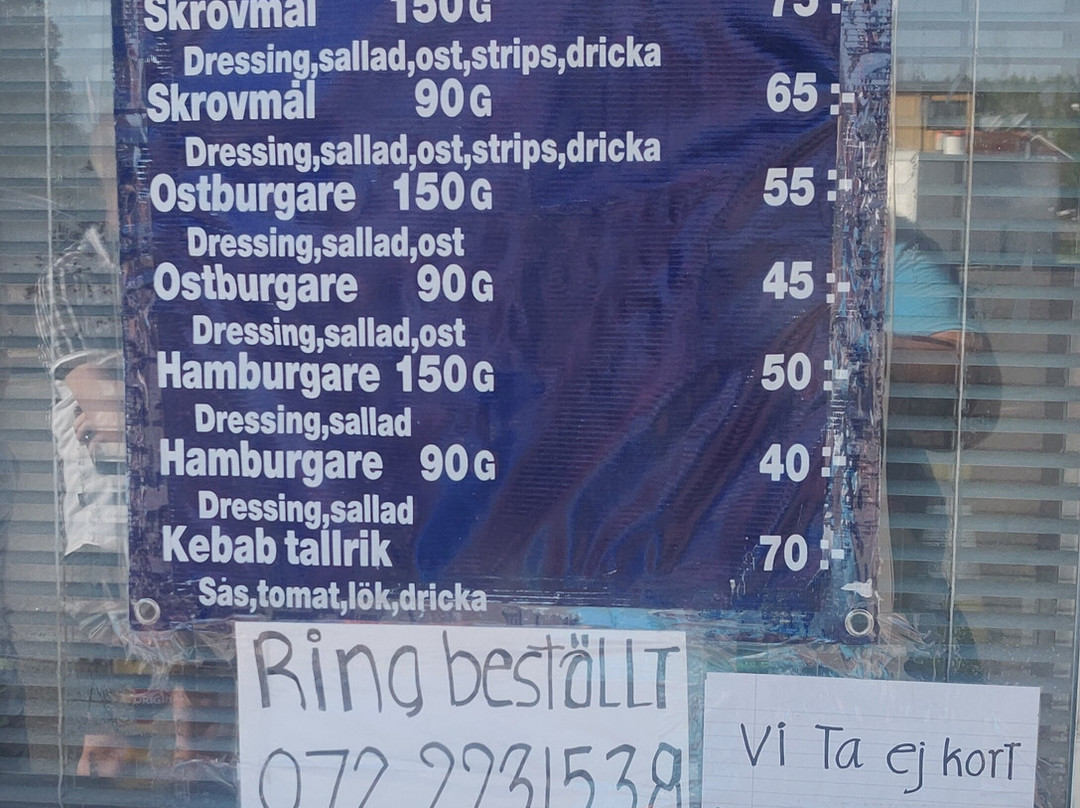 Skrovmål 150G 75:-
Dressing,sallad,ost,strips,dricka
Skrovmål 90G 65:-
Dressing,sallad,ost,strips,dricka
Ostburgare 150G 55:-
Dressing,sallad,ost
Ostburgare 90G 45:-
Dressing,sallad,ost
Hamburgare 150G 50:-
Dressing,sallad
Hamburgare 90G 40:-
Dressing,sallad
Kebab tallrik 70:-
Sås,tomat,lök,dricka
Ring beställt
072 2231538
Vi Ta ej kort